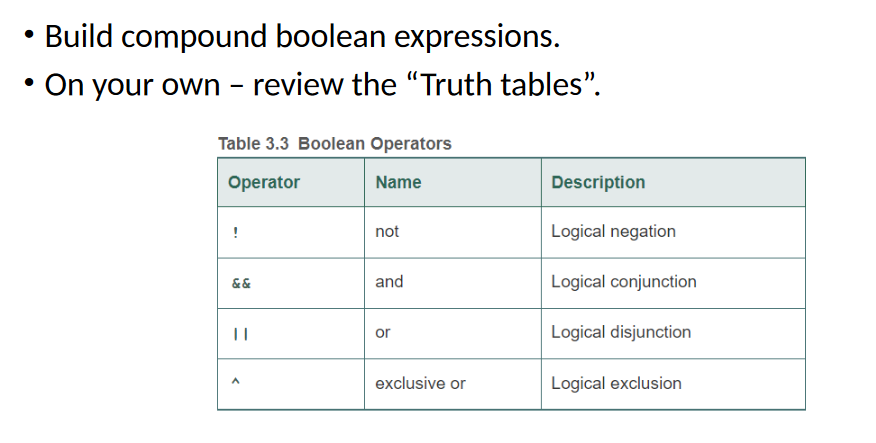 • Build compound boolean expressions.
• On your own – review the “Truth tables”.
Table 3.3 Boolean Operators
Operator Name Description
! not Logical negation
&& and Logical conjunction
|| or Logical disjunction
^ exclusive or Logical exclusion